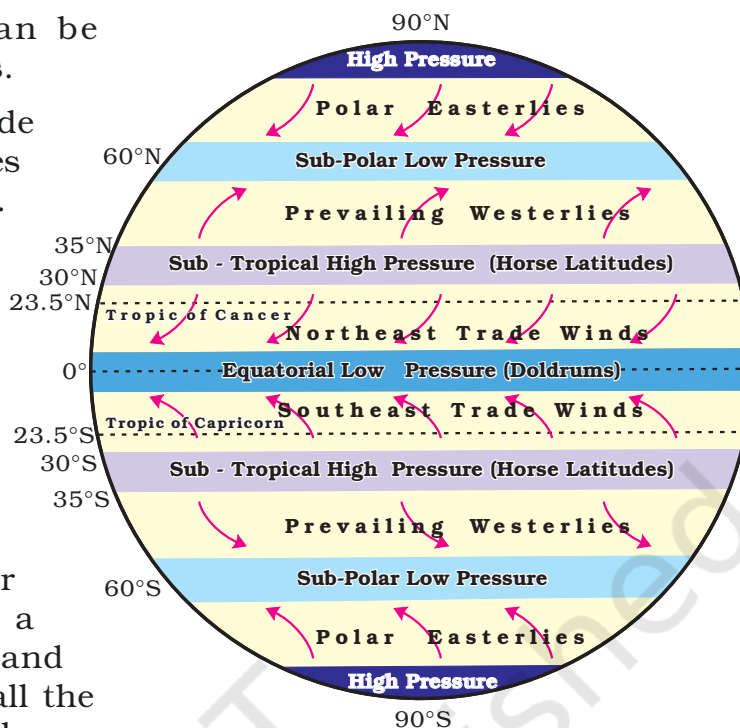 an be
s.
de
es
.
90°N
High Pressure
Polar Easterlies
60°N
Sub-Polar Low Pressure
Prevailing Westerlies
35°N
Sub - Tropical High Pressure (Horse Latitudes)
30°N
23.5°N
Tropic of Cancer
Northeast Trade Winds
0°
Equatorial Low Pressure (Doldrums)
Southeast Trade Winds
Tropic of Capricorn
23.5°S
30°S
Sub - Tropical High Pressure (Horse Latitudes)
35°S
Prevailing Westerlies
60°S
Sub-Polar Low Pressure
r
a
and
all the
Polar Easterlies
High Pressure
90°S
shed